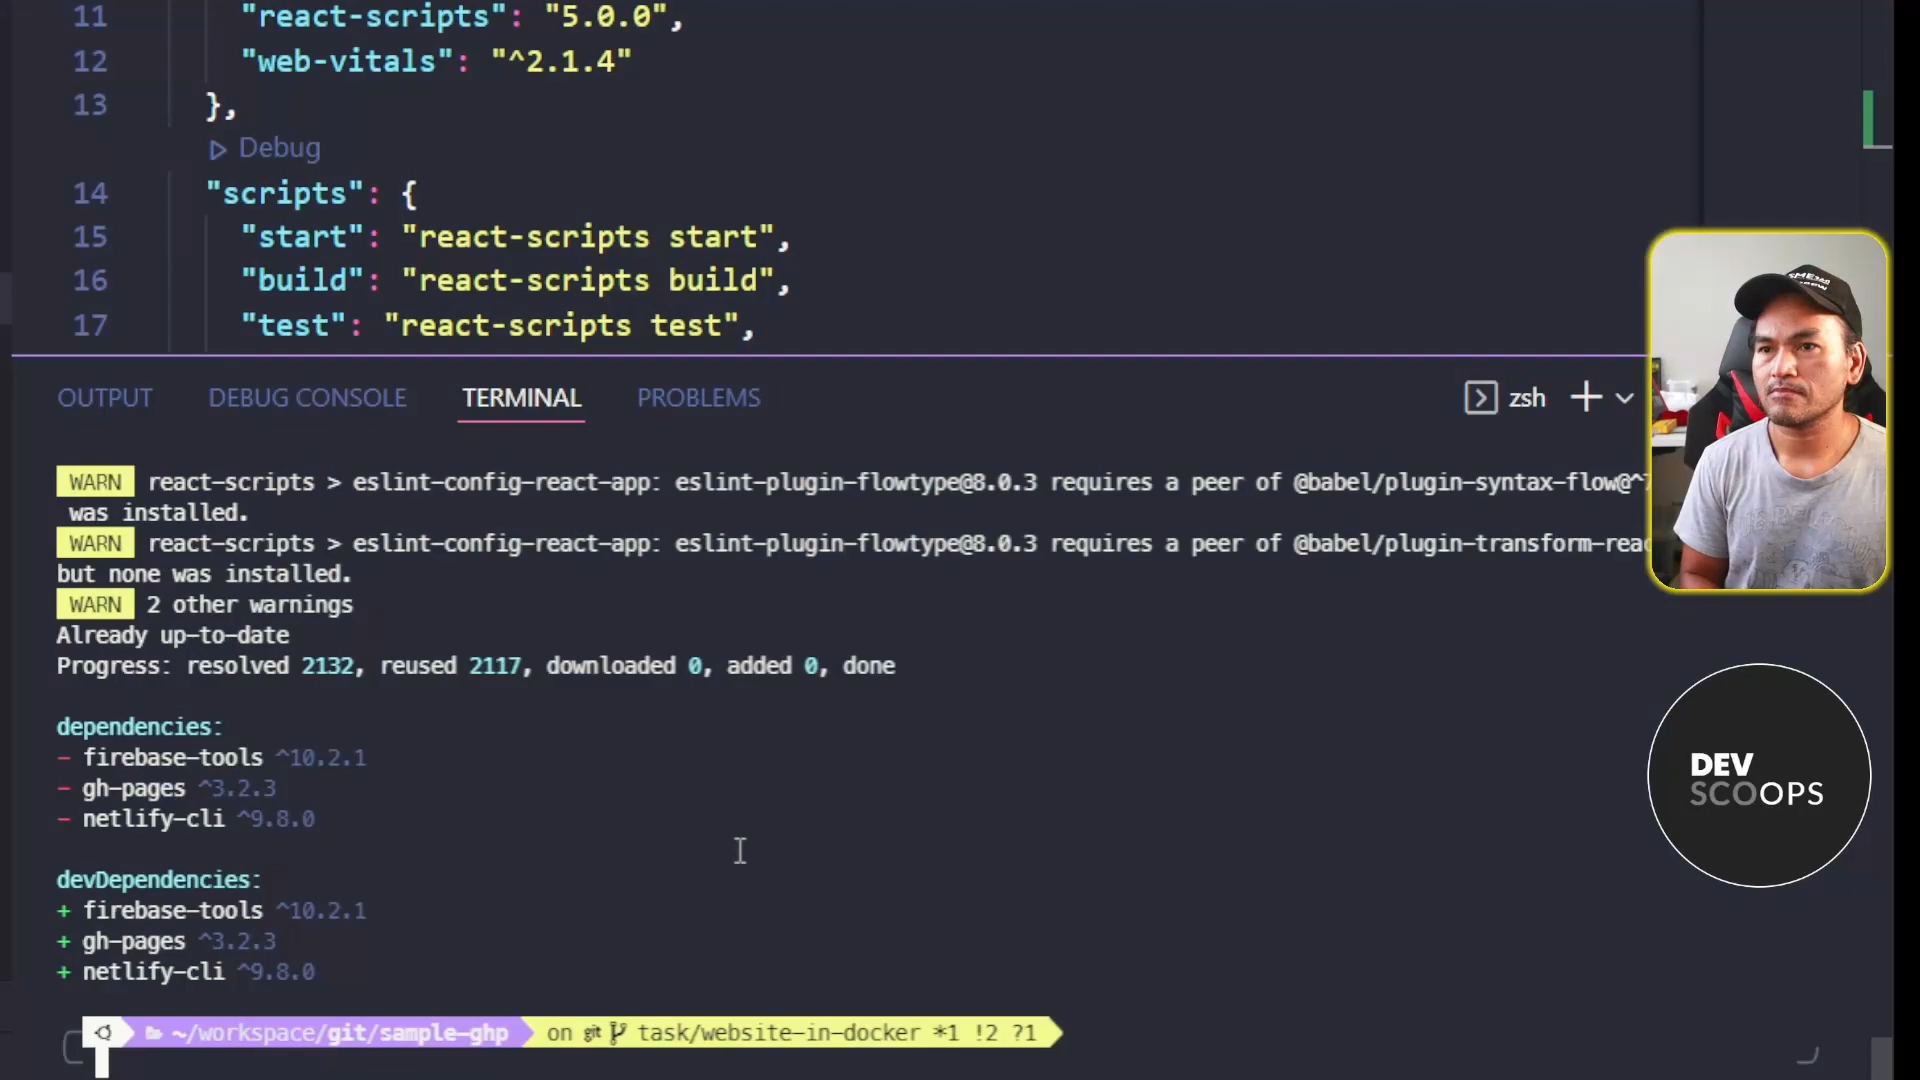 11 "react-scripts": "5.0.0",
12 "web-vitals": "^2.1.4"
13 },
Debug
14 "scripts": {
15 "start": "react-scripts start",
16 "build": "react-scripts build",
17 "test": "react-scripts test",
OUTPUT DEBUG CONSOLE TERMINAL PROBLEMS zsh
WARN react-scripts > eslint-config-react-app: eslint-plugin-flowtype@8.0.3 requires a peer of @babel/plugin-syntax-flow@^7
was installed.
WARN react-scripts > eslint-config-react-app: eslint-plugin-flowtype@8.0.3 requires a peer of @babel/plugin-transform-reac
but none was installed.
WARN 2 other warnings
Already up-to-date
Progress: resolved 2132, reused 2117, downloaded 0, added 0, done
dependencies:
- firebase-tools ^10.2.1
- gh-pages ^3.2.3
- netlify-cli ^9.8.0
devDependencies:
+ firebase-tools ^10.2.1
+ gh-pages ^3.2.3
+ netlify-cli ^9.8.0
~/workspace/git/sample-ghp on git task/website-in-docker *1 !2 ?1
DEV
SCOOPS